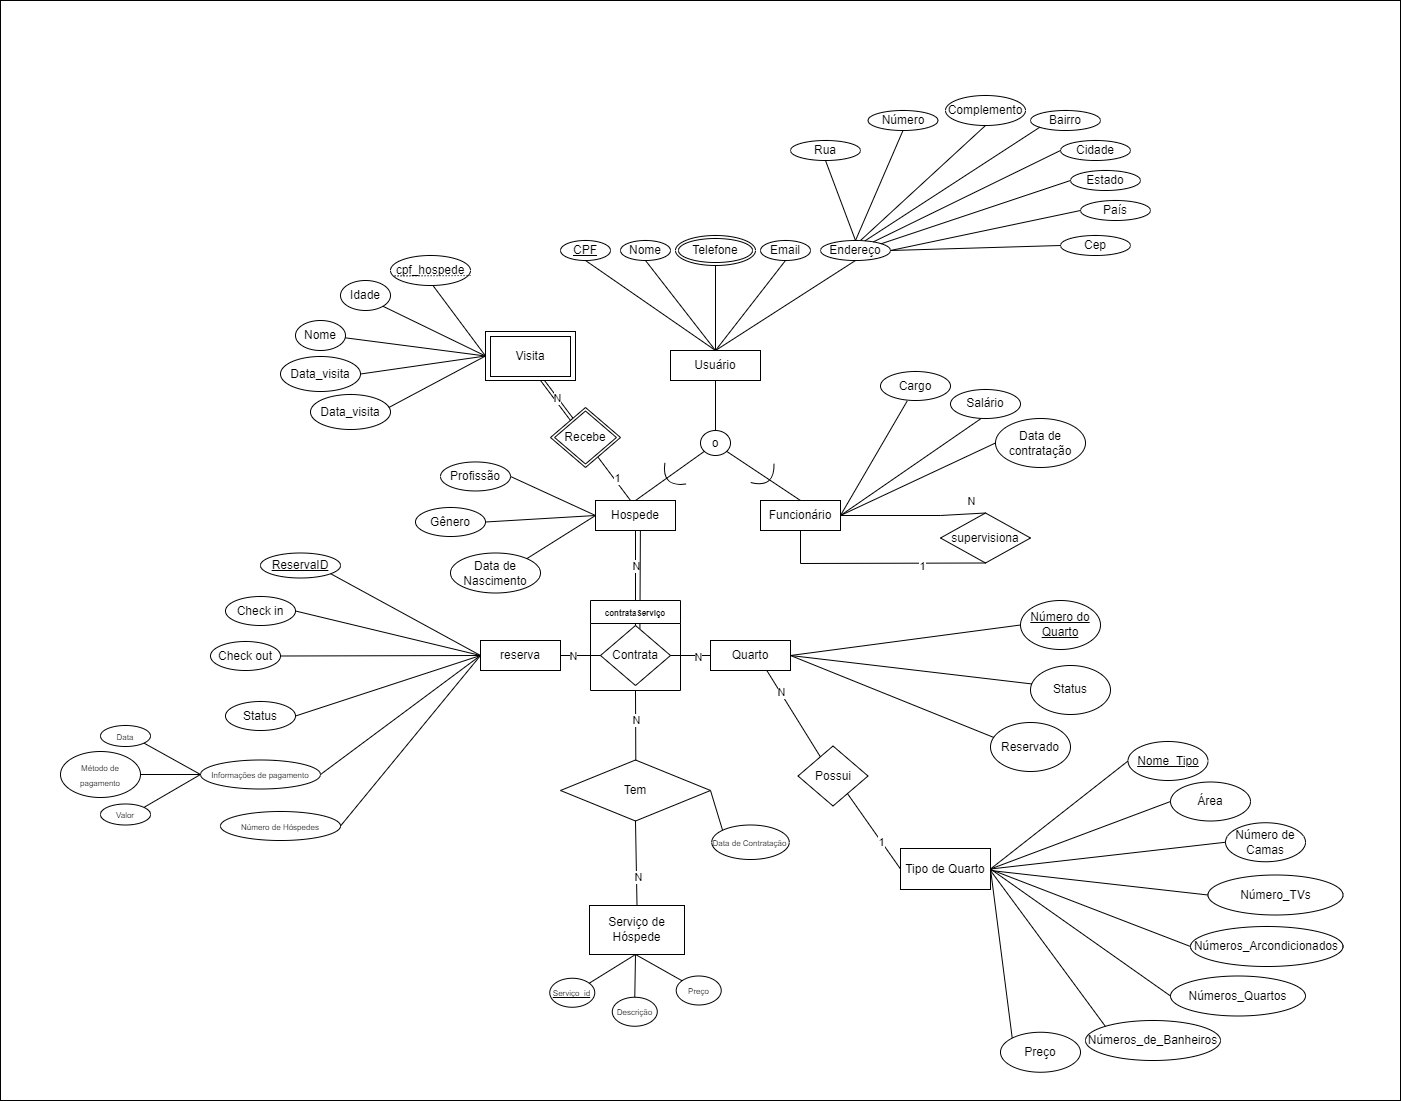 Complemento
Número
Bairro
Rua
Cidade
Estado
País
Cep
CPF
Nome
Telefone
Email
Endereço
cpf_hospede
Idade
Nome
Data_visita
Data_visita
Visita
N
Recebe
1
Usuário
o
Cargo
Salário
Data de
contratação
Profissão
Gênero
Data de
Nascimento
Hospede
Funcionário
N
supervisiona
1
N
ReservaID
Check in
Check out
Status
Data
Método de
pagamento
Valor
Informações de pagamento
Número de Hóspedes
reserva
N
contrataServiço
Contrata
N
Quarto
Número do
Quarto
Status
Reservado
N
Possui
1
N
Tem
Data de Contratação
N
Serviço de
Hóspede
Serviço_id
Descrição
Preço
Tipo de Quarto
Nome_Tipo
Área
Número de
Camas
Número_TVs
Números_Arcondicionados
Números_Quartos
Números_de_Banheiros
Preço